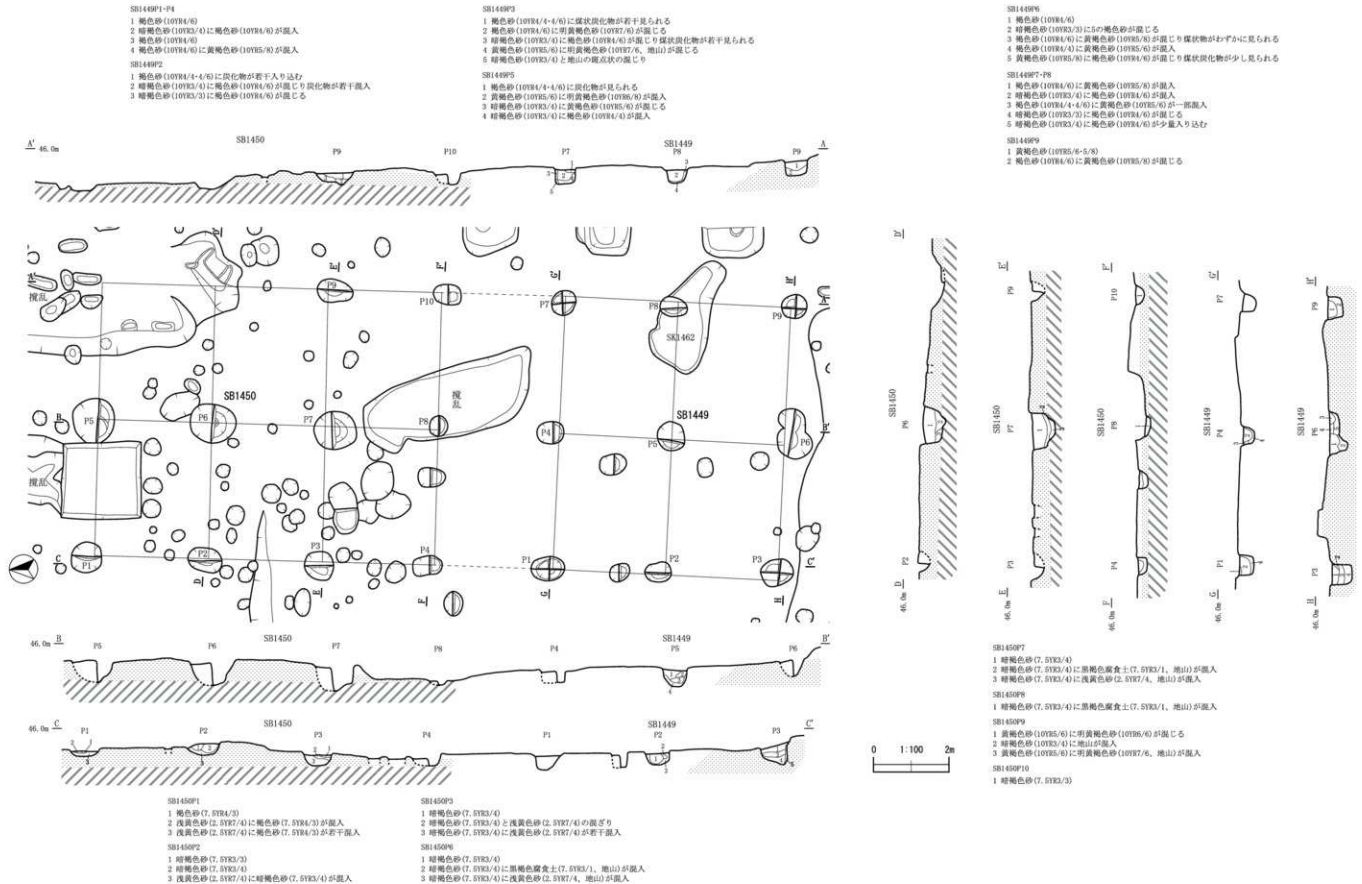 SB1449P1・P4
1 褐色砂(10YR4/6)
2 暗褐色砂(10YR3/4)に褐色砂(10YR4/6)が混入
3 褐色砂(10YR4/6)
4 褐色砂(10YR4/6)に黄褐色砂(10YR5/8)が混入
SB1449P2
1 褐色砂(10YR4/4・4/6)に炭化物が若干入り込む
2 暗褐色砂(10YR3/4)に褐色砂(10YR4/6)が混じり炭化物が若干混入
3 暗褐色砂(10YR3/3)に褐色砂(10YR4/6)が混じる
SB1449P3
1 褐色砂(10YR4/4・4/6)に煤状炭化物が若干見られる
2 褐色砂(10YR4/6)に明黄褐色砂(10YR7/6)が混じる
3 暗褐色砂(10YR3/4)に褐色砂(10YR4/6)が混じり煤状炭化物が若干見られる
4 黄褐色砂(10YR5/6)に明黄褐色砂(10YR7/6、地山)が混じる
5 暗褐色砂(10YR3/4)と地山の斑点状の混じり
SB1449P5
1 褐色砂(10YR4/4・4/6)に炭化物が見られる
2 黄褐色砂(10YR5/6)に明黄褐色砂(10YR6/8)が混入
3 暗褐色砂(10YR3/4)に黄褐色砂(10YR5/6)が混じる
4 暗褐色砂(10YR3/4)に褐色砂(10YR4/4)が混入
SB1449P6
1 褐色砂(10YR4/6)
2 暗褐色砂(10YR3/3)に5の褐色砂が混じる
3 褐色砂(10YR4/6)に黄褐色砂(10YR5/8)が混じり煤状物がわずかに見られる
4 褐色砂(10YR4/4)に黄褐色砂(10YR5/6)が混入
5 黄褐色砂(10YR5/8)に褐色砂(10YR4/6)が混じり煤状炭化物が少し見られる
SB1449P7・P8
1 褐色砂(10YR4/6)に黄褐色砂(10YR5/8)が混入
2 暗褐色砂(10YR3/4)に褐色砂(10YR4/6)が混入
3 褐色砂(10YR4/4・4/6)に黄褐色砂(10YR5/6)が一部混入
4 暗褐色砂(10YR3/3)に褐色砂(10YR4/6)が混じる
5 暗褐色砂(10YR3/4)に褐色砂(10YR4/6)が少量入り込む
SB1449P9
1 黄褐色砂(10YR5/6・5/8)
2 褐色砂(10YR4/6)に黄褐色砂(10YR5/8)が混じる
A' 46.0m SB1450 P9 P10 P7 SB1449 P8 P9 A
D' E' F' G' H'
A' 撹乱 P9 P10 P7 P8 P9 A
SK1462
B P5 P6 SB1450 P7 撹乱 P8 P4 P5 SB1449 P6 B'
撹乱
C P1 P2 P3 P4 P1 P2 P3 C'
D E F G H
D' SB1450 P6 P2 D 46.0m
E' P9 SB1450 P7 P3 E 46.0m
F' P10 SB1450 P8 P4 F 46.0m
G' P7 SB1449 P4 P1 G 46.0m
H' P9 SB1449 P6 P3 H 46.0m
46.0m B P5 P6 SB1450 P7 P8 P4 SB1449 P5 P6 B'
46.0m C P1 P2 SB1450 P3 P4 P1 SB1449 P2 P3 C'
0 1:100 2m
SB1450P1
1 褐色砂(7.5YR4/3)
2 浅黄色砂(2.5YR7/4)に褐色砂(7.5YR4/3)が混入
3 浅黄色砂(2.5YR7/4)に褐色砂(7.5YR4/3)が若干混入
SB1450P2
1 暗褐色砂(7.5YR3/3)
2 暗褐色砂(7.5YR3/4)
3 浅黄色砂(2.5YR7/4)に暗褐色砂(7.5YR3/4)が混入
SB1450P3
1 暗褐色砂(7.5YR3/4)
2 暗褐色砂(7.5YR3/4)と浅黄色砂(2.5YR7/4)の混ざり
3 暗褐色砂(7.5YR3/4)に浅黄色砂(2.5YR7/4)が若干混入
SB1450P6
1 暗褐色砂(7.5YR3/4)
2 暗褐色砂(7.5YR3/4)に黒褐色腐食土(7.5YR3/1、地山)が混入
3 暗褐色砂(7.5YR3/4)に浅黄色砂(2.5YR7/4、地山)が混入
SB1450P7
1 暗褐色砂(7.5YR3/4)
2 暗褐色砂(7.5YR3/4)に黒褐色腐食土(7.5YR3/1、地山)が混入
3 暗褐色砂(7.5YR3/4)に浅黄色砂(2.5YR7/4、地山)が混入
SB1450P8
1 暗褐色砂(7.5YR3/4)に黒褐色腐食土(7.5YR3/1、地山)が混入
SB1450P9
1 黄褐色砂(10YR5/6)に明黄褐色砂(10YR6/6)が混じる
2 暗褐色砂(10YR3/4)に地山が混入
3 黄褐色砂(10YR5/6)に明黄褐色砂(10YR7/6、地山)が混入
SB1450P10
1 暗褐色砂(7.5YR3/3)